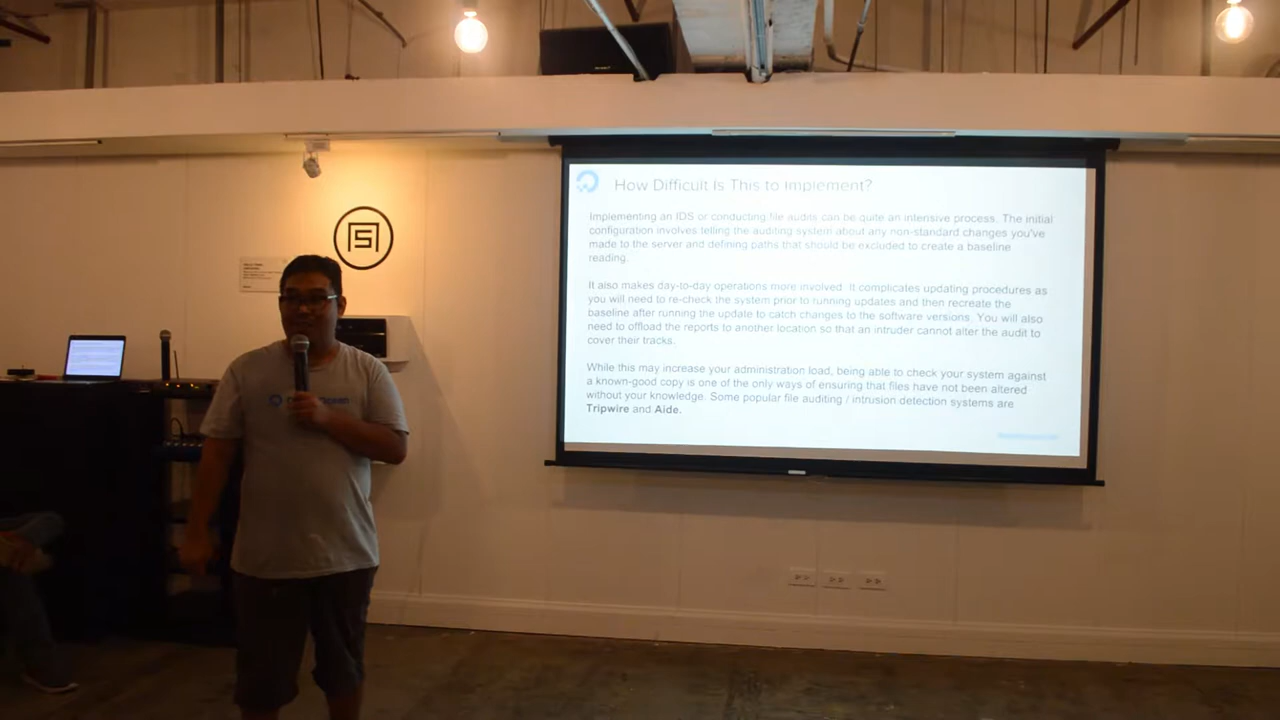 How Difficult Is This to Implement?
Implementing an IDS or conducting file audits can be quite an intensive process. The initial
configuration involves telling the auditing system about any non-standard changes you've
made to the server and defining paths that should be excluded to create a baseline
reading.
It also makes day-to-day operations more involved. It complicates updating procedures as
you will need to re-check the system prior to running updates and then recreate the
baseline after running the update to catch changes to the software versions. You will also
need to offload the reports to another location so that an intruder cannot alter the audit to
cover their tracks.
While this may increase your administration load, being able to check your system against
a known-good copy is one of the only ways of ensuring that files have not been altered
without your knowledge. Some popular file auditing / intrusion detection systems are
Tripwire and Aide.